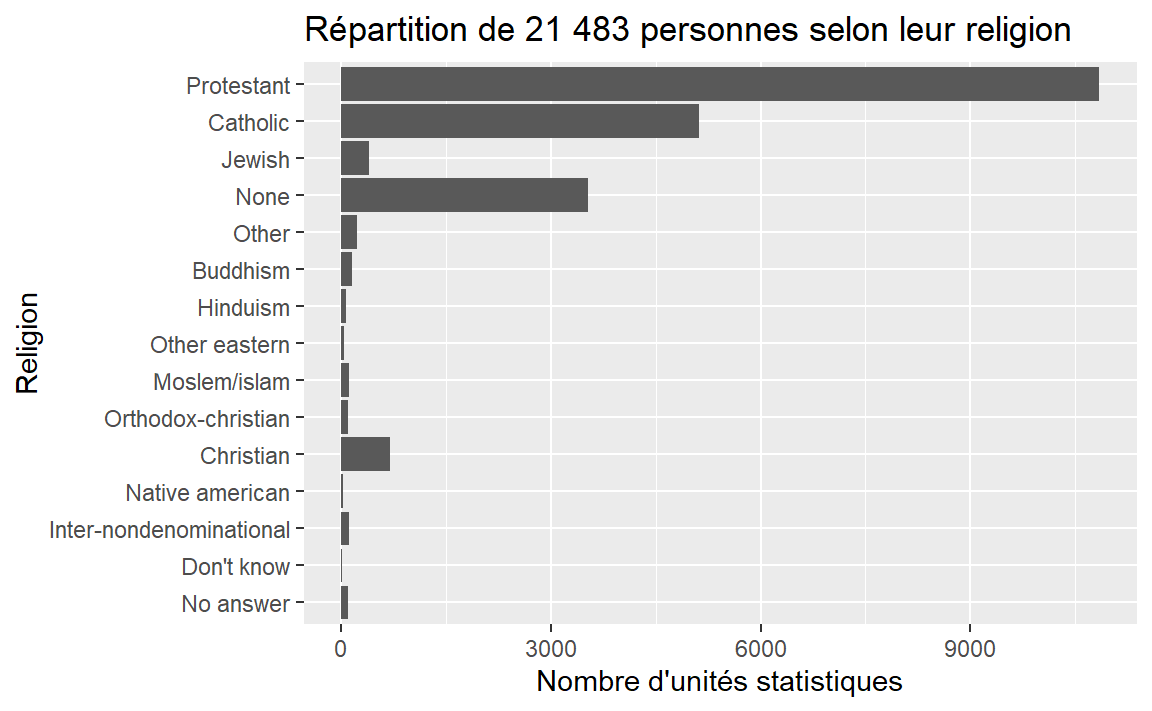 Répartition de 21 483 personnes selon leur religion
Religion
Protestant
Catholic
Jewish
None
Other
Buddhism
Hinduism
Other eastern
Moslem/islam
Orthodox-christian
Christian
Native american
Inter-nondenominational
Don't know
No answer
0 3000 6000 9000
Nombre d'unités statistiques